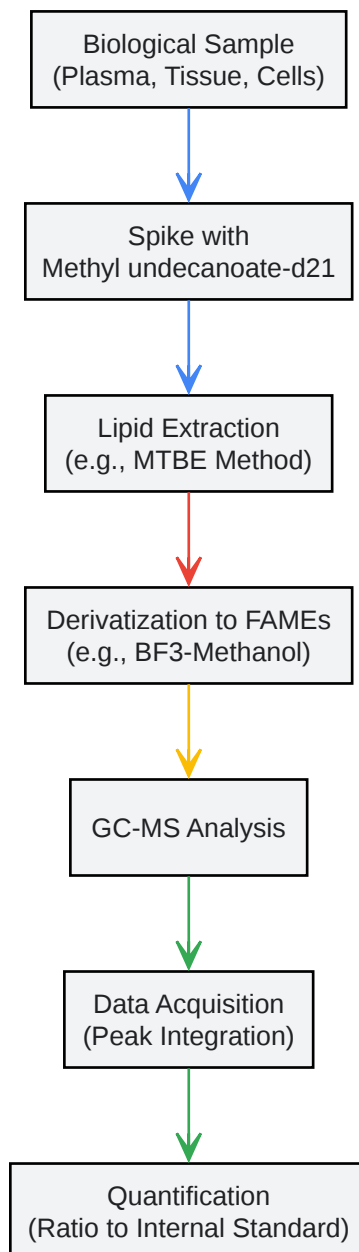 Biological Sample
(Plasma, Tissue, Cells)
Spike with
Methyl undecanoate-d21
Lipid Extraction
(e.g., MTBE Method)
Derivatization to FAMEs
(e.g., BF3-Methanol)
GC-MS Analysis
Data Acquisition
(Peak Integration)
Quantification
(Ratio to Internal Standard)